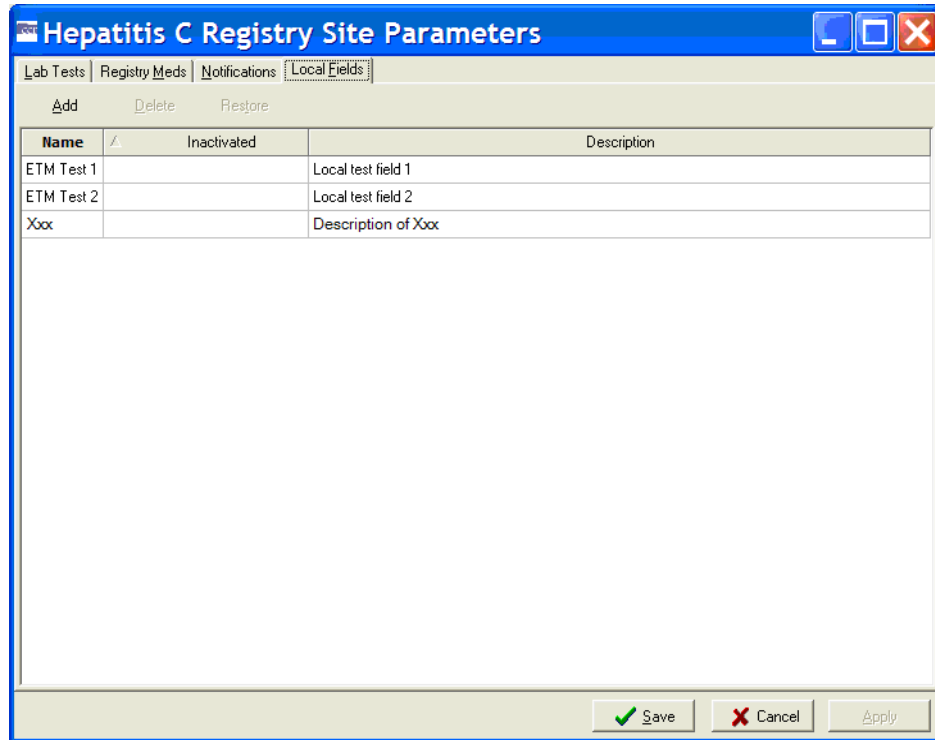 Hepatitis C Registry Site Parameters
Lab Tests Registry Meds Notifications Local Fields
Add Delete Restore
Name Inactivated Description
ETM Test 1 Local test field 1
ETM Test 2 Local test field 2
Xxx Description of Xxx
Save Cancel Apply